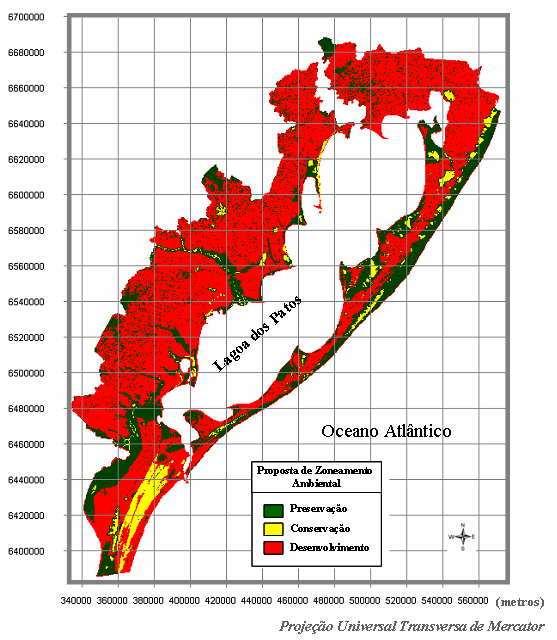 6700000
6680000
6660000
6640000
6620000
6600000
6580000
6560000
6540000
6520000
6500000
6480000
6460000
6440000
6420000
6400000
Lagoa dos Patos
Oceano Atlântico
Proposta de Zoneamento
Ambiental
Preservação
Conservação
Desenvolvimento
N
W E
S
340000 360000 380000 400000 420000 440000 460000 480000 500000 520000 540000 560000 (metros)
Projeção Universal Transversa de Mercator